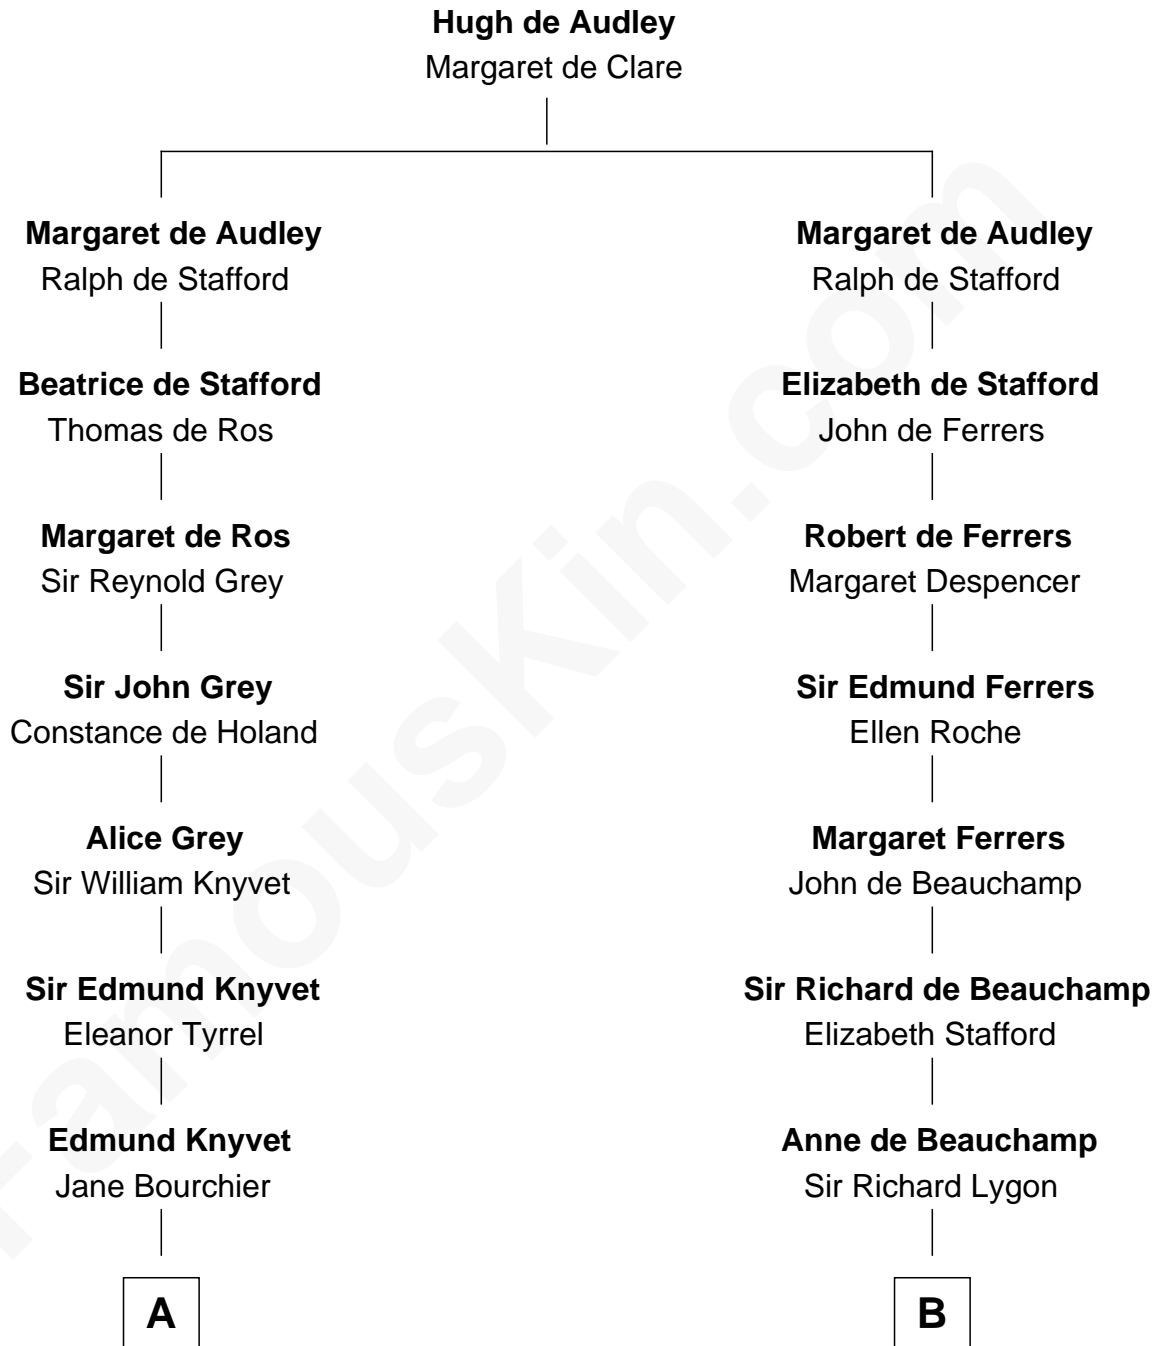 Hugh de Audley
Margaret de Clare
Margaret de Audley
Ralph de Stafford
Margaret de Audley
Ralph de Stafford
Beatrice de Stafford
Thomas de Ros
Elizabeth de Stafford
John de Ferrers
Margaret de Ros
Sir Reynold Grey
Robert de Ferrers
Margaret Despencer
Sir John Grey
Constance de Holand
Sir Edmund Ferrers
Ellen Roche
Alice Grey
Sir William Knyvet
Margaret Ferrers
John de Beauchamp
Sir Edmund Knyvet
Eleanor Tyrrel
Sir Richard de Beauchamp
Elizabeth Stafford
Edmund Knyvet
Jane Bourchier
Anne de Beauchamp
Sir Richard Lygon
A
B
FamousKin.com